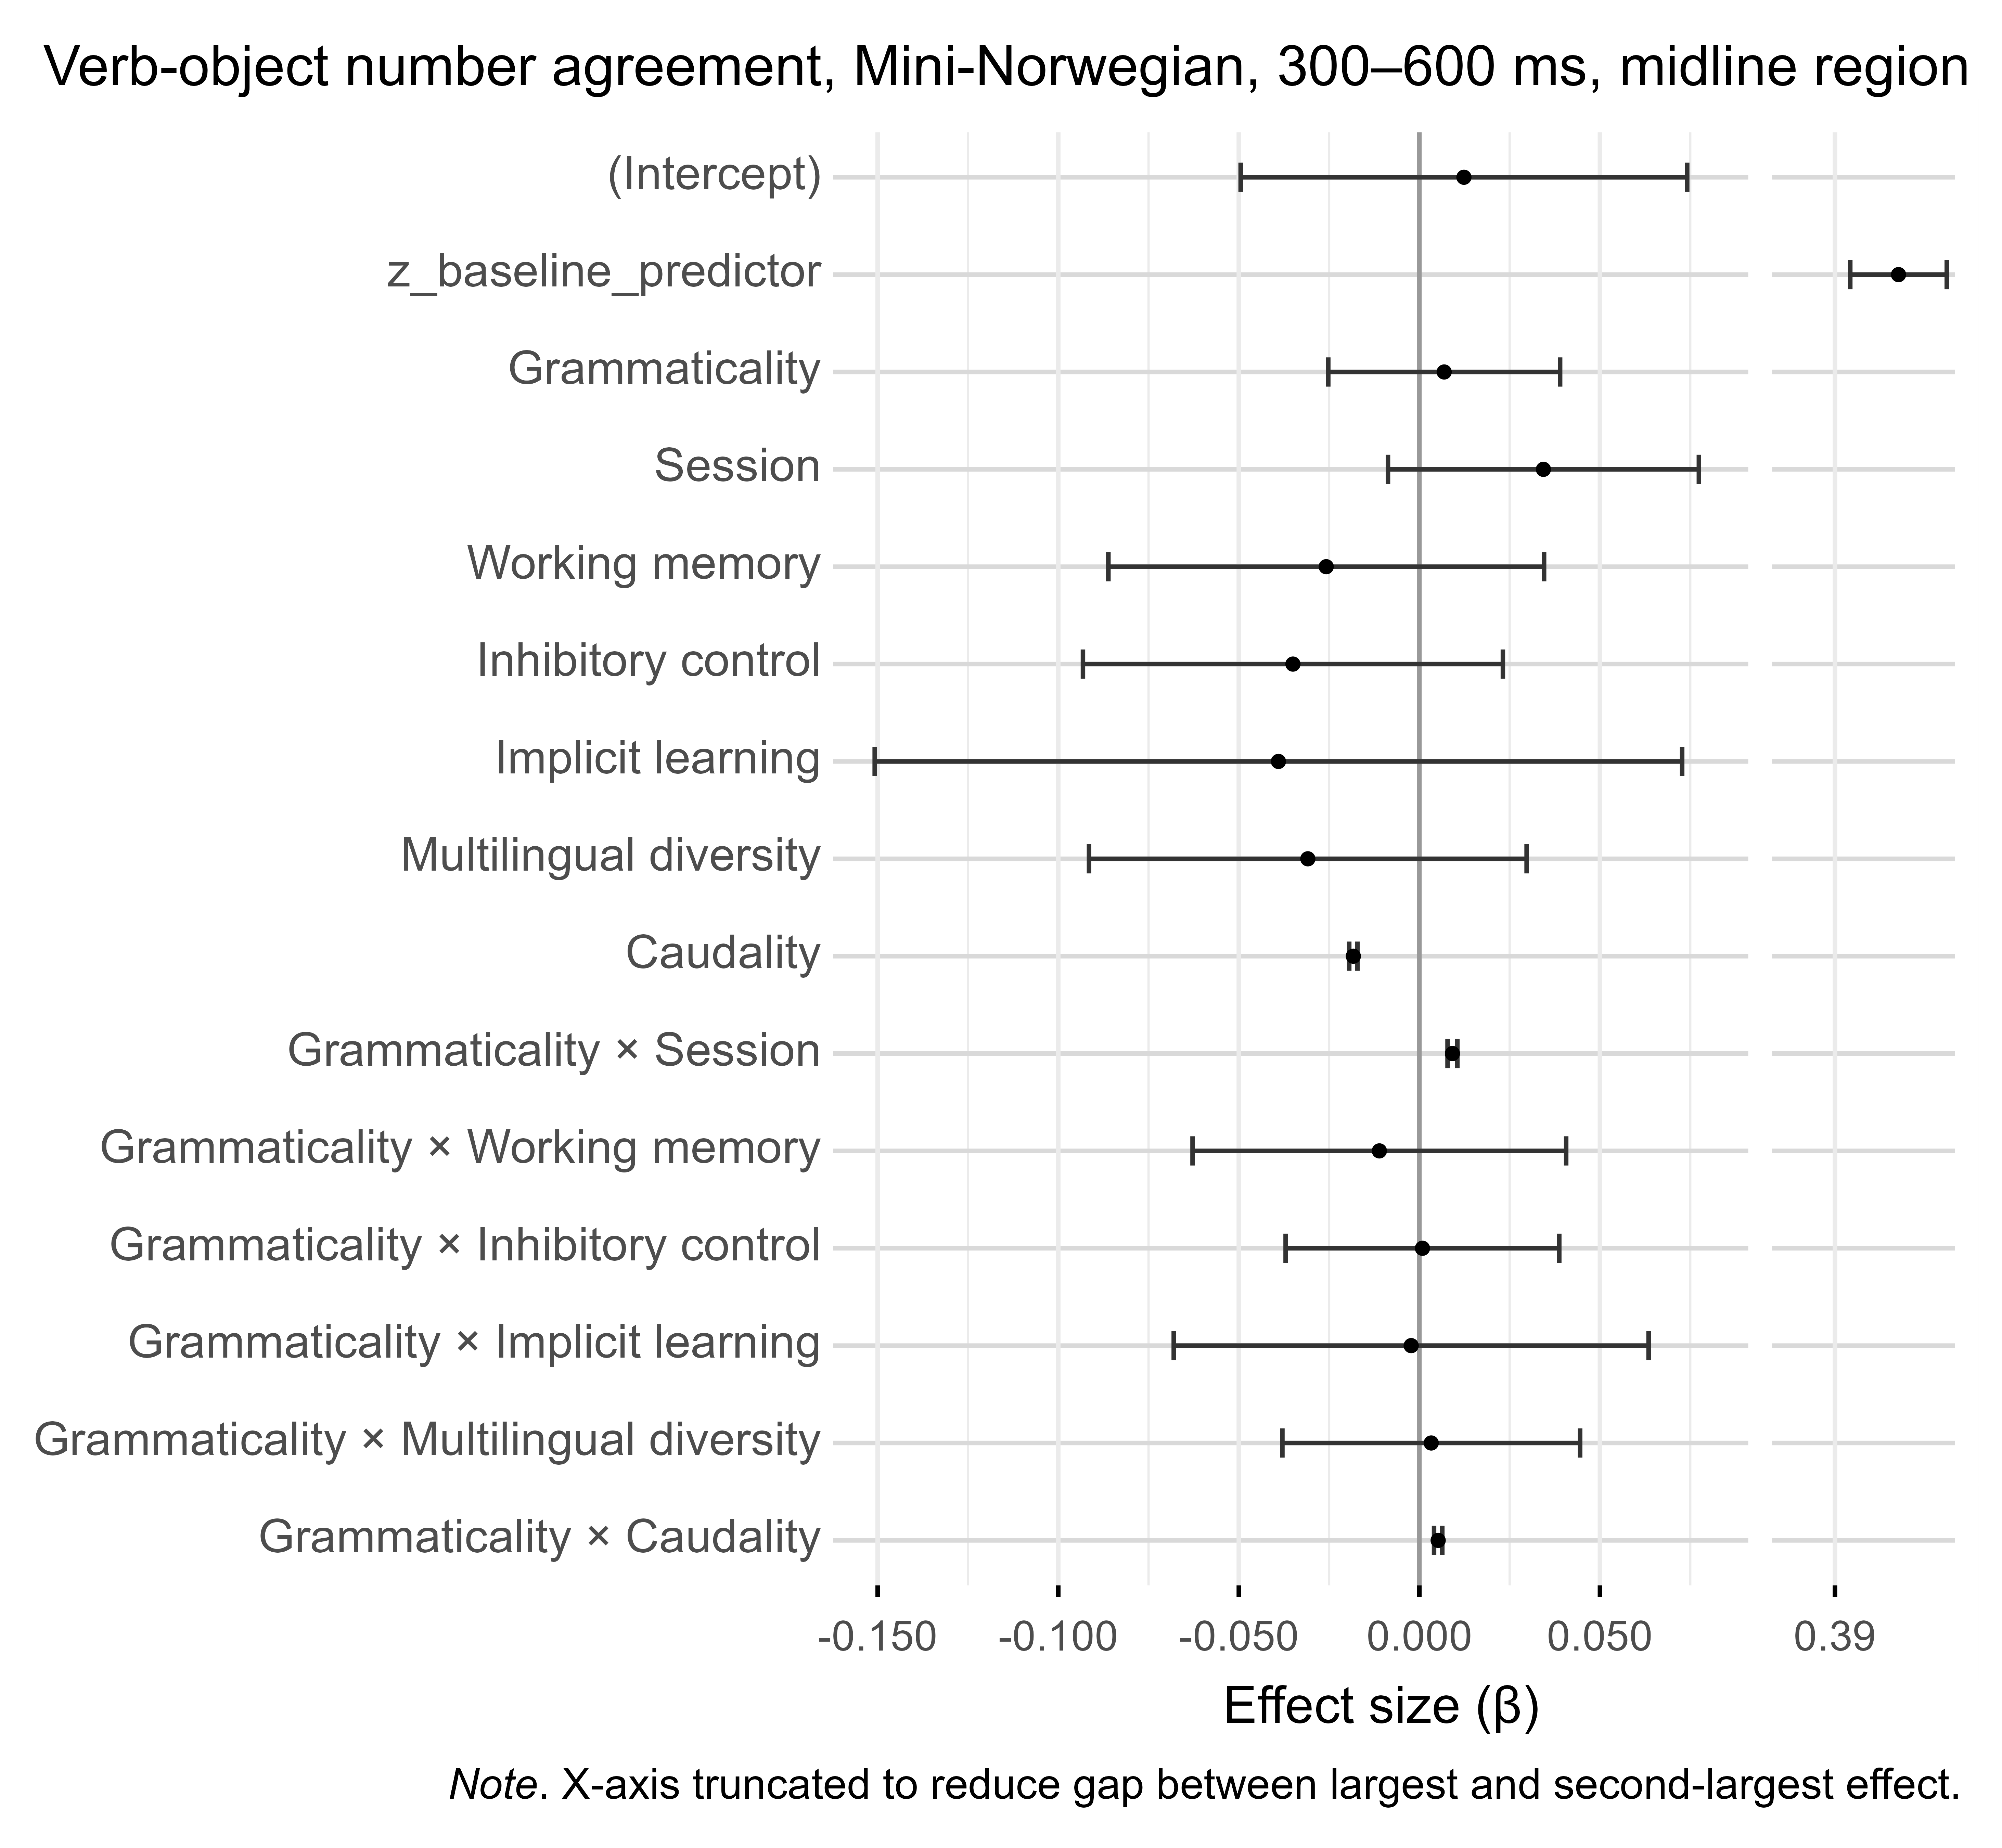 Verb-object number agreement, Mini-Norwegian, 300–600 ms, midline region
(Intercept)
z_baseline_predictor
Grammaticality
Session
Working memory
Inhibitory control
Implicit learning
Multilingual diversity
Caudality
Grammaticality × Session
Grammaticality × Working memory
Grammaticality × Inhibitory control
Grammaticality × Implicit learning
Grammaticality × Multilingual diversity
Grammaticality × Caudality
-0.150 -0.100 -0.050 0.000 0.050 0.39
Effect size (β)
Note. X-axis truncated to reduce gap between largest and second-largest effect.